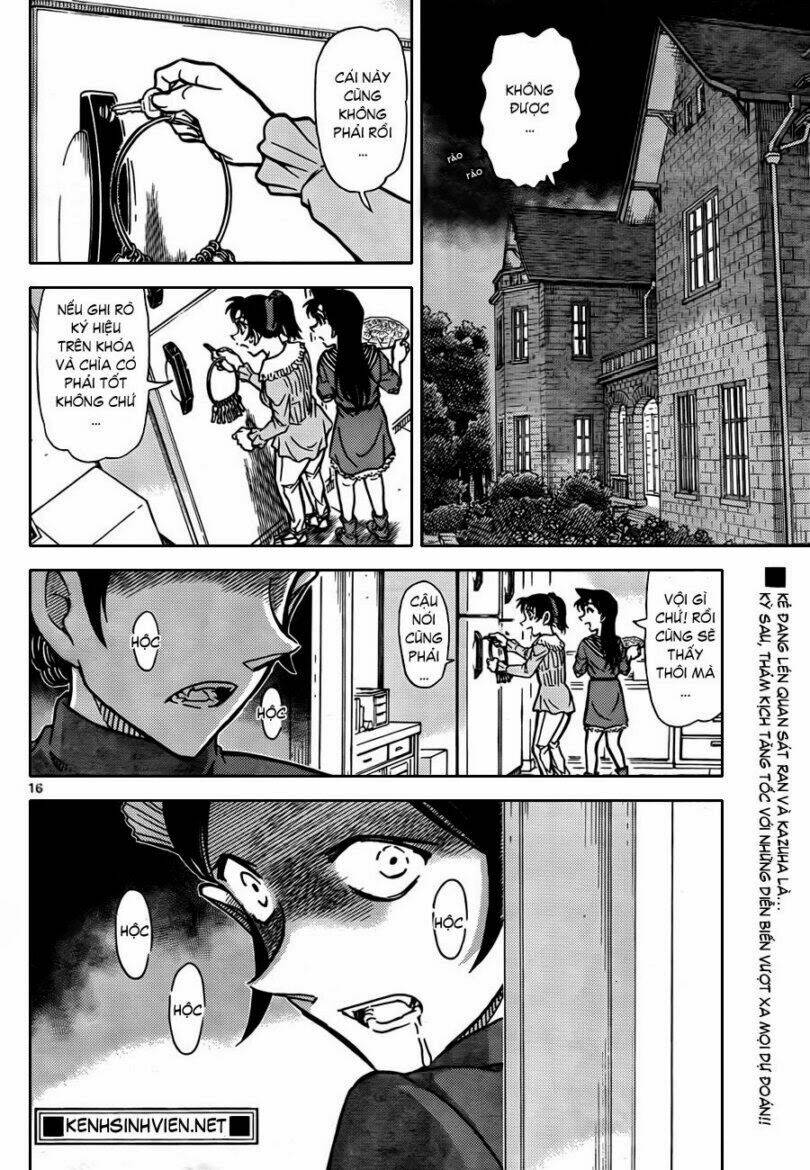 KHÔNG
ĐƯỢC
...
rào
rào
CÁI NÀY
CŨNG
KHÔNG
PHẢI RỒI
...
NẾU GHI RÕ
KÝ HIỆU
TRÊN KHÓA
VÀ CHÌA CÓ
PHẢI TỐT
KHÔNG CHỨ
...
VỘI GÌ
CHỨ! RỒI
CŨNG SẼ
THẤY
THÔI MÀ
...
CẬU
NÓI
CŨNG
PHẢI
...
HỘC
HỘC
16
HỘC
HỘC
HỘC
KẺ ĐANG LÉN QUAN SÁT RAN VÀ KAZUHA LÀ...
KỲ SAU, THẢM KỊCH TĂNG TỐC VỚI NHỮNG DIỄN BIẾN VƯỢT XA MỌI DỰ ĐOÁN!!
KENHSINHVIEN.NET